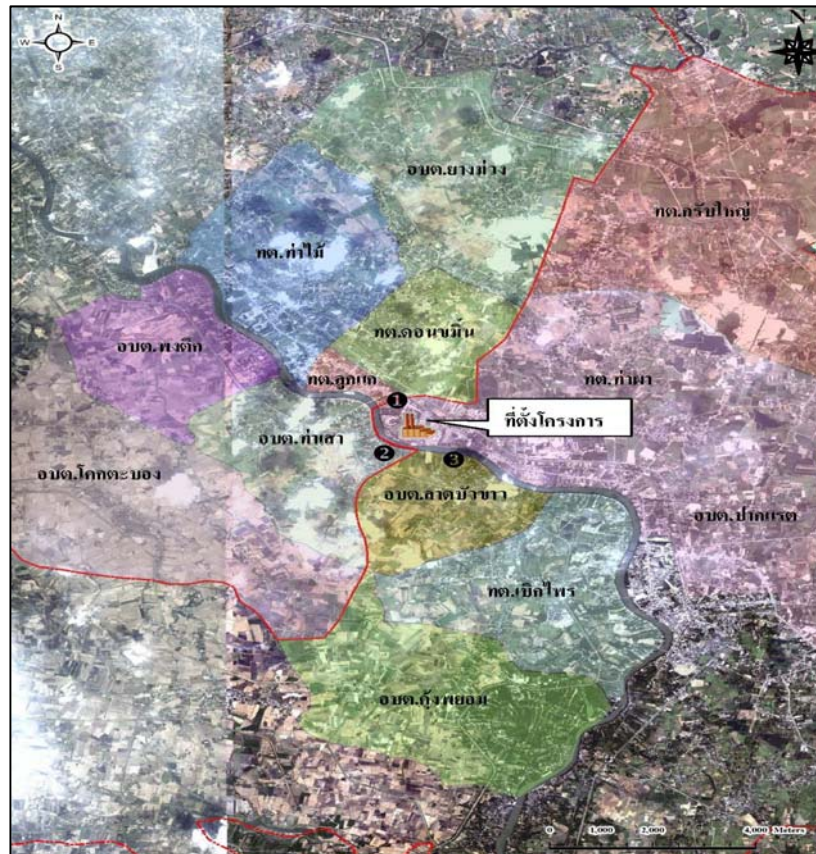 N
W E
S
N
อบต.ยางม่วง
ทต.กรับใหญ่
ทต.ท่าไม้
ทต.ดอนขมิ้น
อบต.พงตึก
ทต.ลูกแก
ทต.ท่าผา
1
ที่ตั้งโครงการ
อบต.ท่าเสา
2
3
อบต.โคกตะบอง
อบต.ลาดบัวขาว
อบต.ปากแรต
ทต.เบิกไพร
อบต.คุ้งพยอม
0 1,000 2,000 4,000 Meters